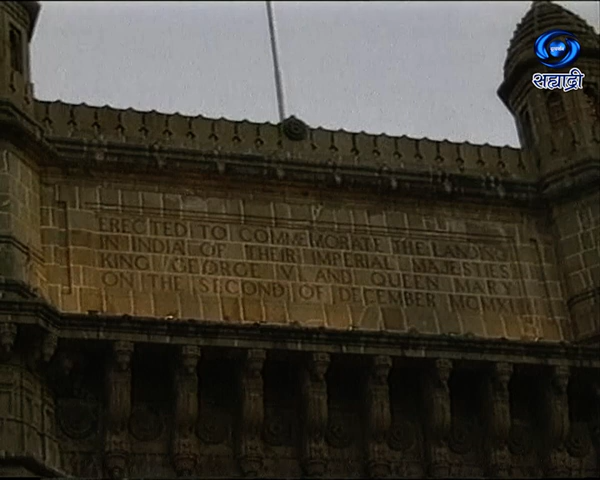 सह्याद्री
ERECTED TO COMMEMORATE THE LANDING
IN INDIA OF THEIR IMPERIAL MAJESTIES
KING GEORGE V AND QUEEN MARY
ON THE SECOND OF DECEMBER